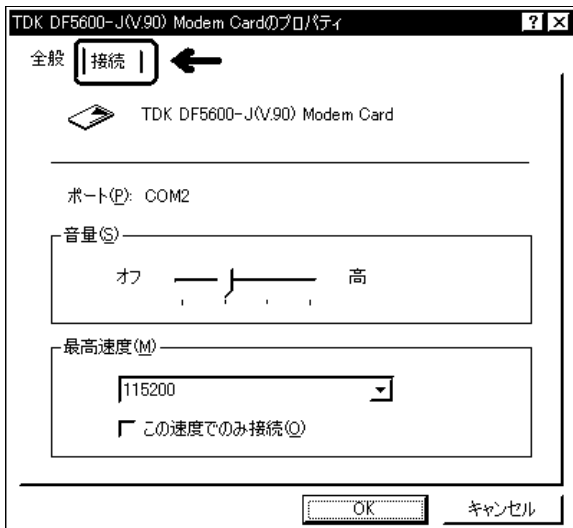 TDK DF5600-J(V.90) Modem Cardのプロパティ
全般 接続
TDK DF5600-J(V.90) Modem Card
ポート(P): COM2
音量(S)
オフ 高
最高速度(M)
115200
この速度でのみ接続(O)
OK キャンセル